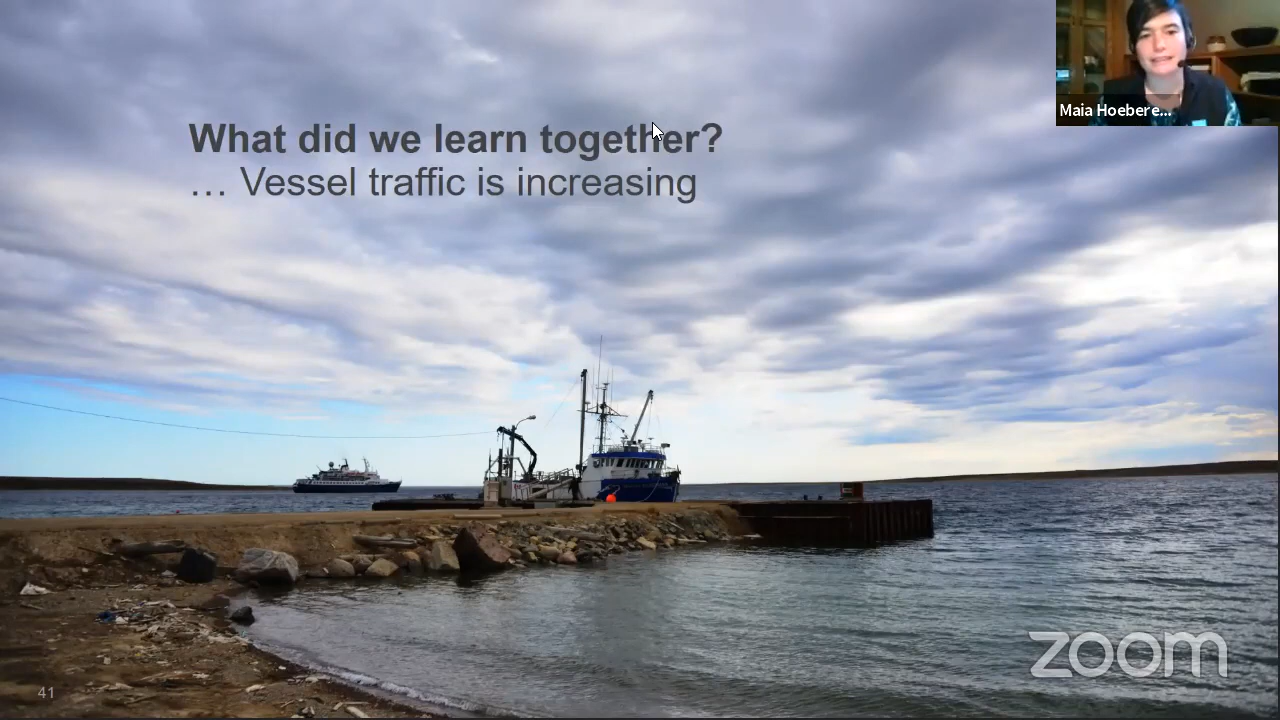 What did we learn together?
… Vessel traffic is increasing
Maia Hoebere...
zoom
41